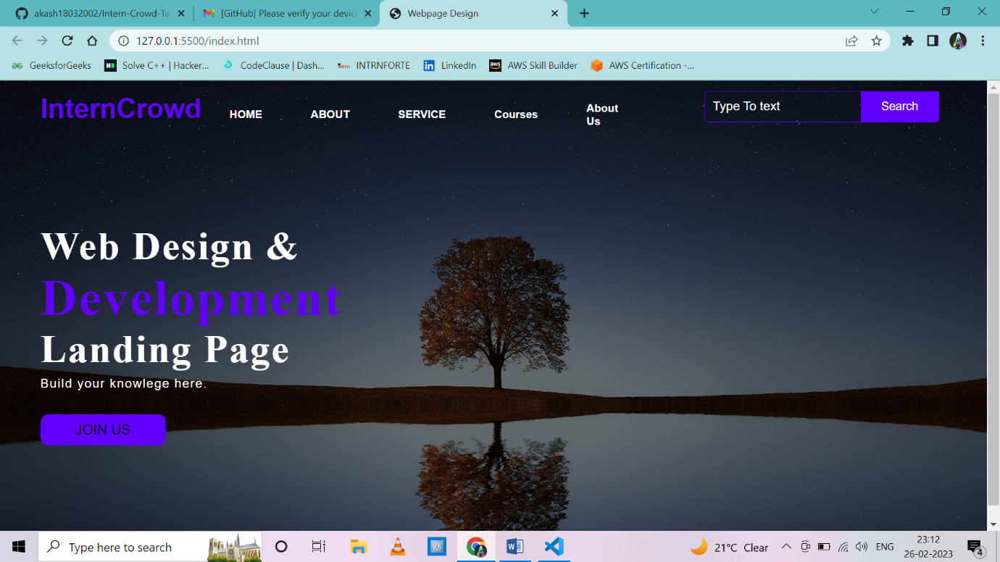 akash18032002/Intern-Crowd-Ta
[GitHub] Please verify your device
Webpage Design
127.0.0.1:5500/index.html
GeeksforGeeks
Solve C++ | Hacker...
CodeClause | Dash...
INTRNFORTE
LinkedIn
AWS Skill Builder
AWS Certification -...
InternCrowd
HOME
ABOUT
SERVICE
Courses
About
Us
Type To text
Search
Web Design &
Development
Landing Page
Build your knowlege here.
JOIN US
Type here to search
21°C Clear
ENG
23:12
26-02-2023
4